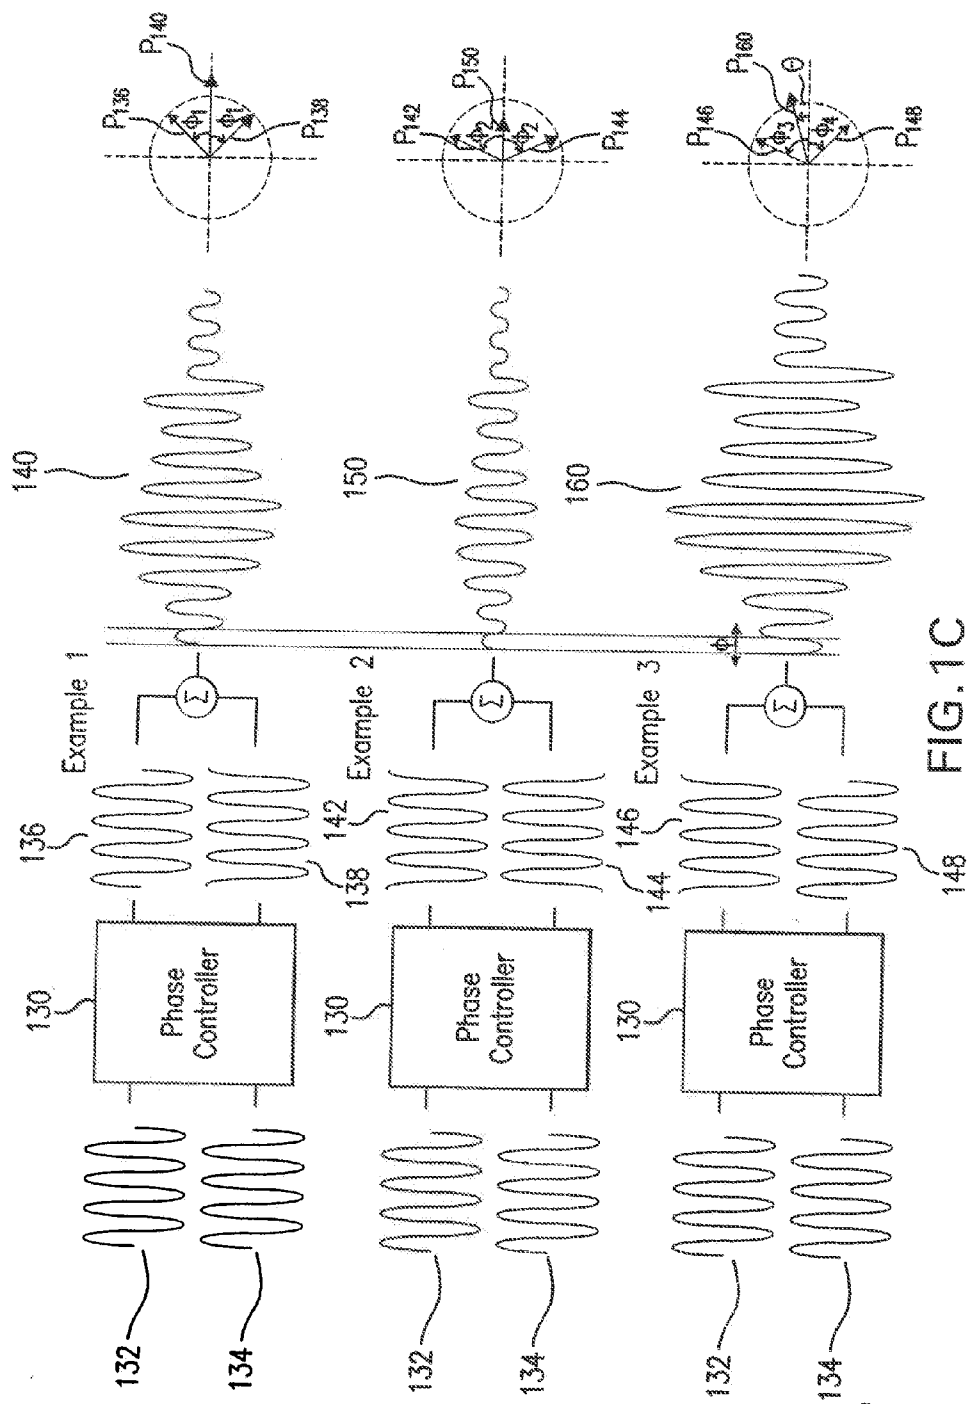 Example 1
132
134
130
Phase
Controller
136
138
Σ
140
P136
P140
Φ1
Φ1
P138
Example 2
132
134
130
Phase
Controller
142
144
Σ
150
P142
P150
Φ2
Φ2
P144
Example 3
132
134
130
Phase
Controller
146
148
Σ
Φ
160
P146
P160
Φ3
Θ
Φ4
P148
FIG.1C